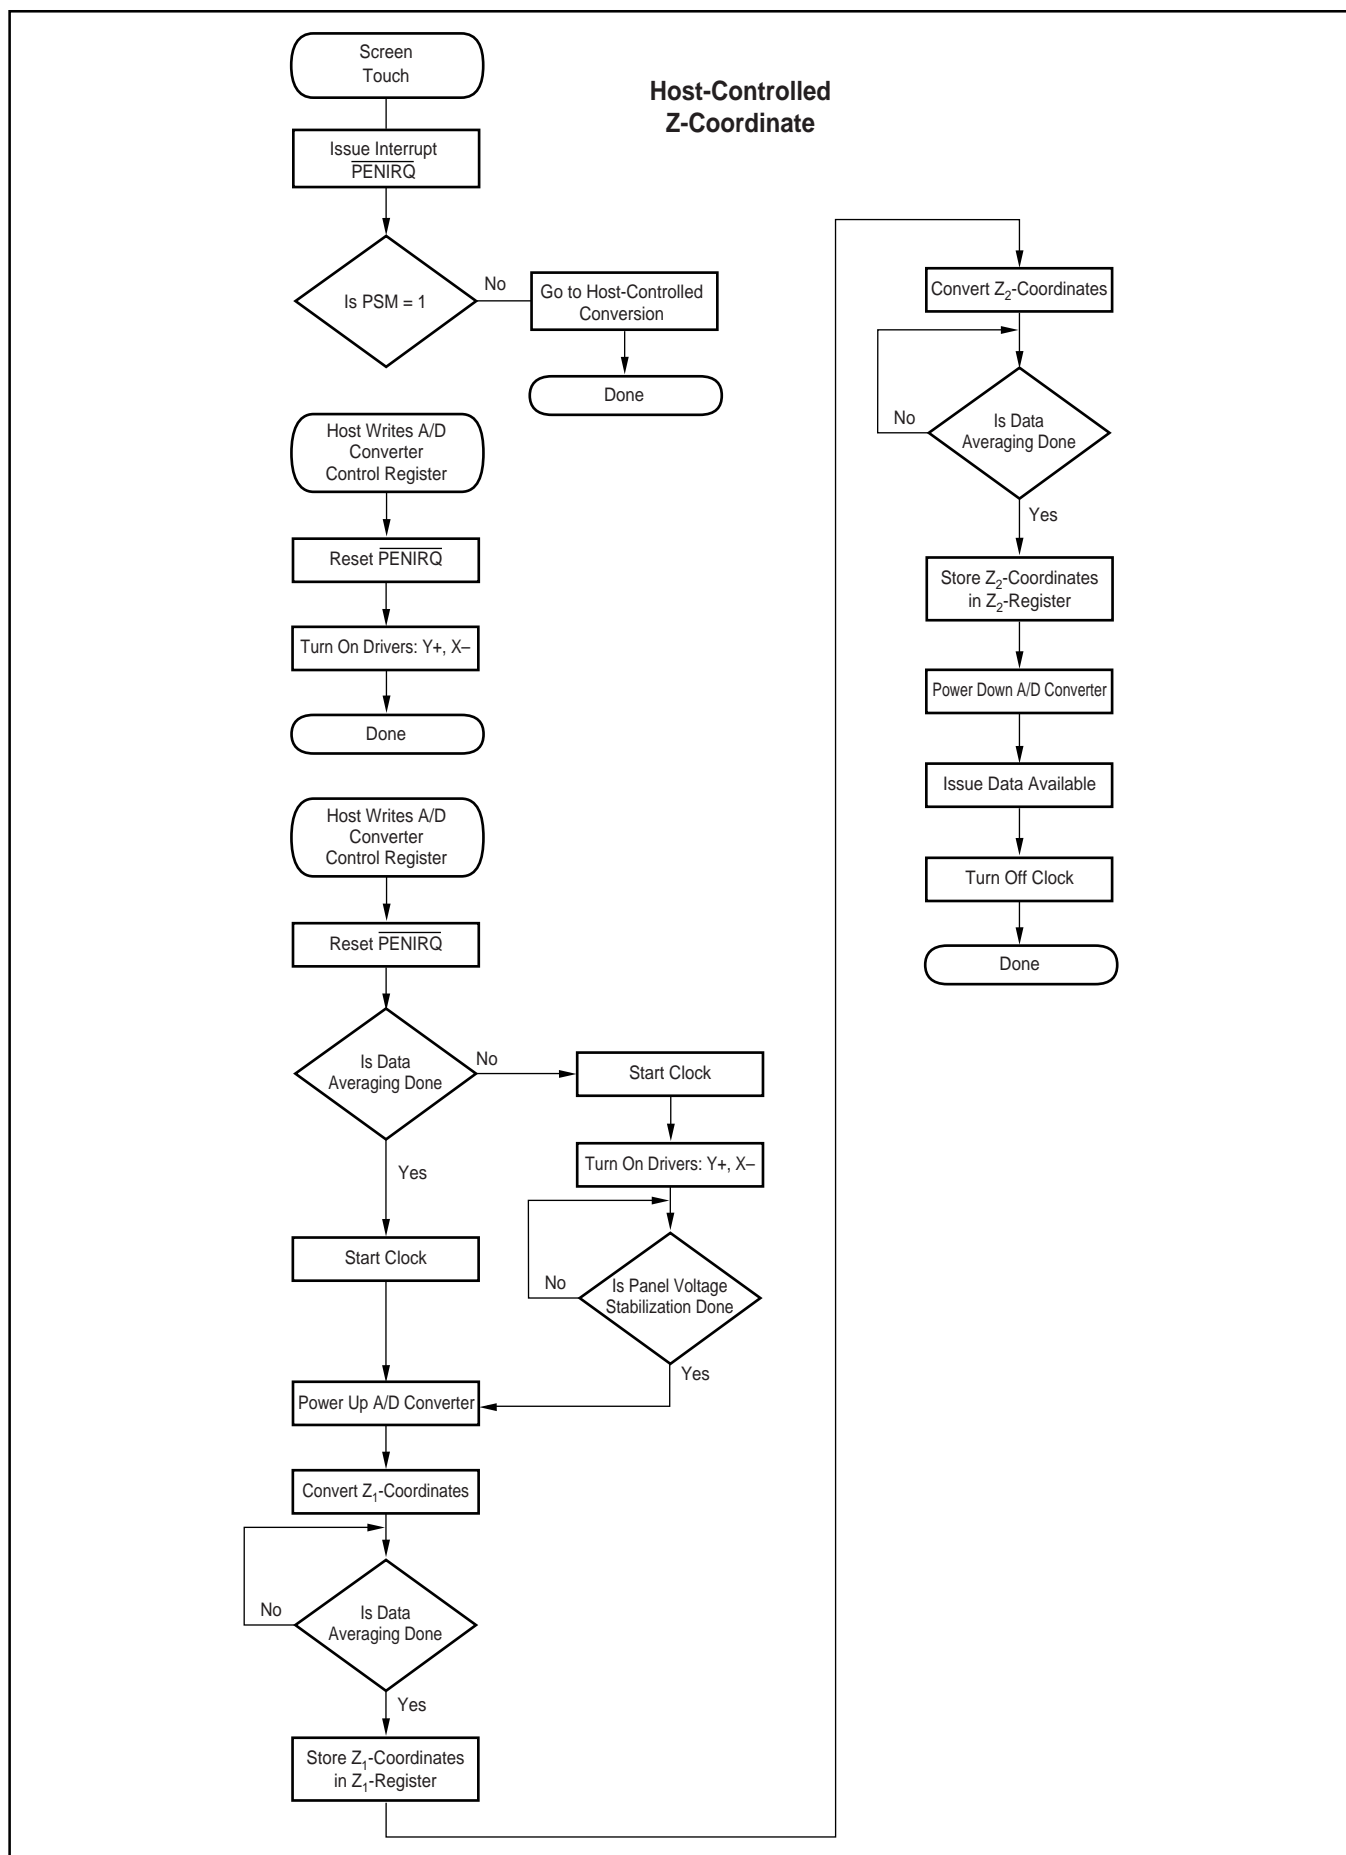 Host-Controlled
Z-Coordinate
Screen
Touch
Issue Interrupt
PENIRQ
Is PSM = 1
No
Go to Host-Controlled
Conversion
Done
Host Writes A/D
Converter
Control Register
Reset PENIRQ
Turn On Drivers: Y+, X–
Done
Host Writes A/D
Converter
Control Register
Reset PENIRQ
Is Data
Averaging Done
No
Start Clock
Turn On Drivers: Y+, X–
Yes
Start Clock
No
Is Panel Voltage
Stabilization Done
Yes
Power Up A/D Converter
Convert Z₁-Coordinates
No
Is Data
Averaging Done
Yes
Store Z₁-Coordinates
in Z₁-Register
Convert Z₂-Coordinates
No
Is Data
Averaging Done
Yes
Store Z₂-Coordinates
in Z₂-Register
Power Down A/D Converter
Issue Data Available
Turn Off Clock
Done